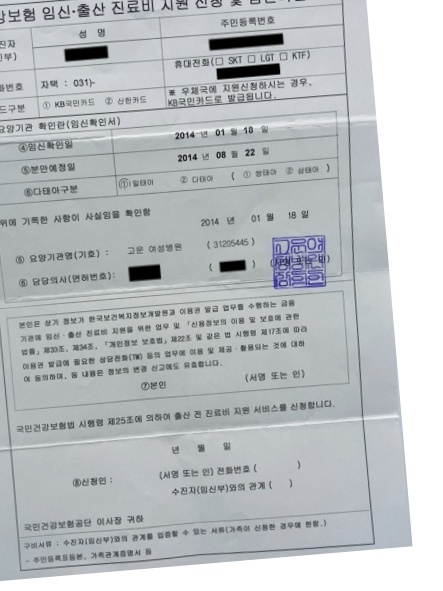 강보험 임신·출산 진료비 지원 신청 및 임신
성 명 주민등록번호
진자
휴대전화(□ SKT □ LGT □ KTF)
화번호 자택 : 031)-
드구분 ① KB국민카드 ② 신한카드 ※ 우체국에 지원신청하시는 경우,
KB국민카드로 발급됩니다.
요양기관 확인란(임신확인서)
④임신확인일 2014 년 01 월 18 일
⑤분만예정일 2014 년 08 월 22 일
⑥다태아구분 ① 일태아 ② 다태아 ( ① 쌍태아 ② 삼태아 )
위에 기록한 사항이 사실임을 확인함
2014 년 01 월 18 일
⑤ 요양기관명(기호) : 고운 여성병원 ( 31205445 )
⑥ 담당의사(면허번호): ( )
본인은 상기 정보가 한국보건복지정보개발원과 이용권 발급 업무를 수행하는 금융
기관에 임신·출산 진료비 지원을 위한 업무 및 「신용정보의 이용 및 보호에 관한
법률」제33조, 제34조, 「개인정보 보호법」제22조 및 같은 법 시행령 제17조에 따라
이용권 발급에 필요한 상담전화(TM) 등의 업무에 이용 및 제공·활용되는 것에 대하
여 동의하며, 동 내용은 정보의 변경 신고에도 유효합니다.
⑦본인 (서명 또는 인)
국민건강보험법 시행령 제25조에 의하여 출산 전 진료비 지원 서비스를 신청합니다.
년 월 일
⑧신청인 : (서명 또는 인) 전화번호 ( )
수진자(임신부)와의 관계 ( )
국민건강보험공단 이사장 귀하
구비서류 : 수진자(임신부)와의 관계를 입증할 수 있는 서류(가족이 신청한 경우에 한함.)
- 주민등록표등본, 가족관계증명서 등